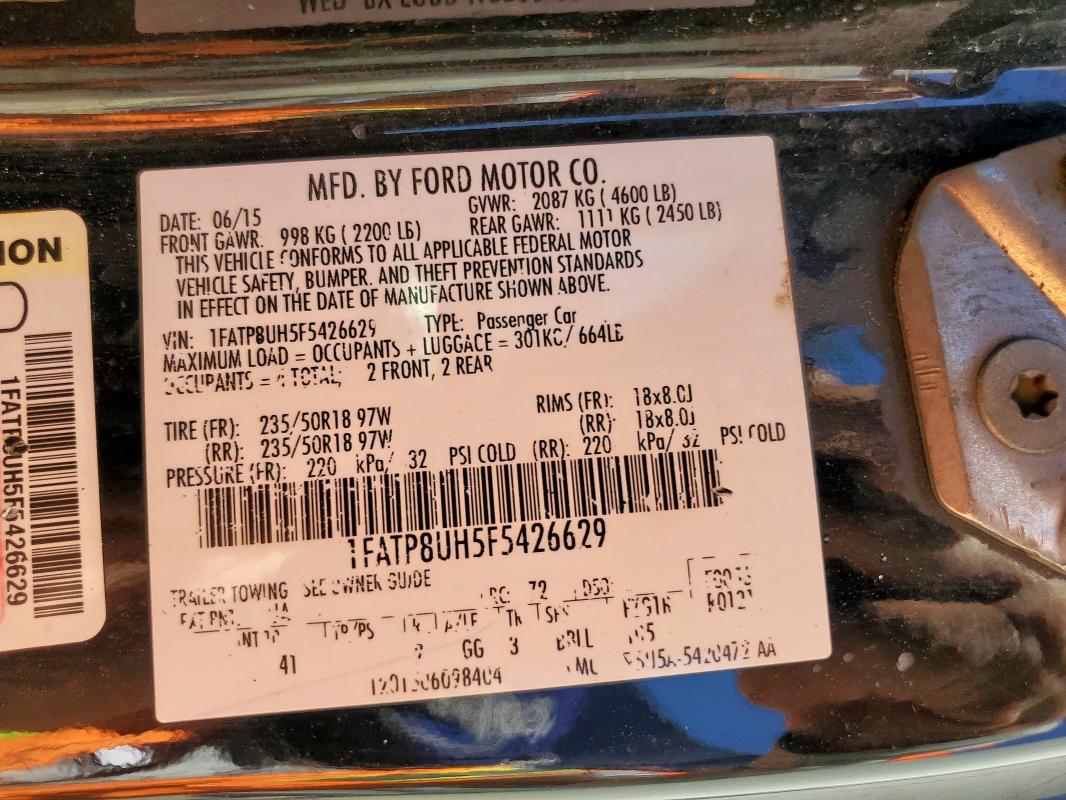 MFD. BY FORD MOTOR CO.
DATE: 06/15 GVWR: 2087 KG ( 4600 LB)
FRONT GAWR: 998 KG ( 2200 LB) REAR GAWR: 1111 KG ( 2450 LB)
THIS VEHICLE CONFORMS TO ALL APPLICABLE FEDERAL MOTOR
VEHICLE SAFETY, BUMPER, AND THEFT PREVENTION STANDARDS
IN EFFECT ON THE DATE OF MANUFACTURE SHOWN ABOVE.
VIN: 1FATP8UH5F5426629 TYPE: Passenger Car
MAXIMUM LOAD = OCCUPANTS + LUGGAGE = 301KG/ 664LB
OCCUPANTS = 4 TOTAL; 2 FRONT, 2 REAR
TIRE (FR): 235/50R18 97W RIMS (FR): 18x8.0J
(RR): 235/50R18 97W (RR): 18x8.0J
PRESSURE (FR): 220 kPa/ 32 PSI COLD (RR): 220 kPa/ 32 PSI COLD
1FATP8UH5F5426629
TRAILER TOWING SEE OWNER GUIDE
72 DSO:
41 GG 3
ION
1FATP8UH5F5426629